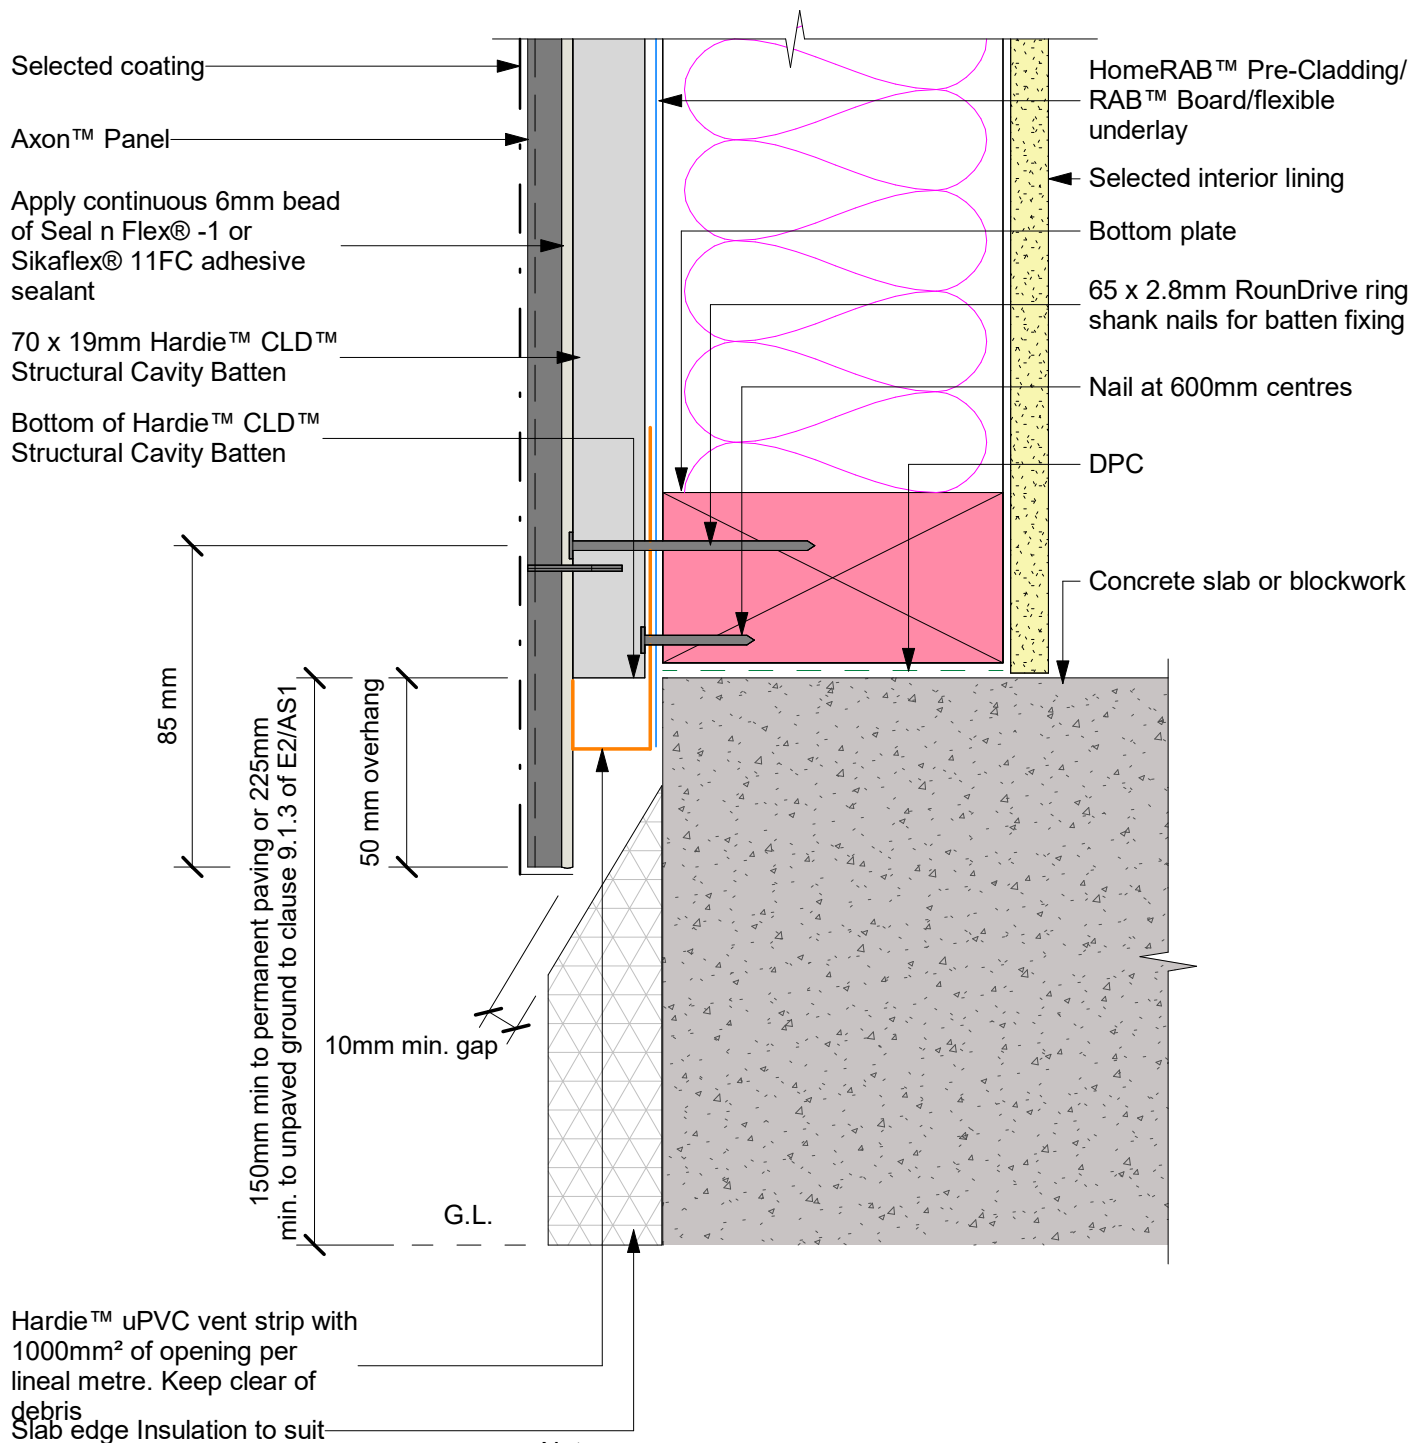 Selected coating
Axon™ Panel
Apply continuous 6mm bead
of Seal n Flex® -1 or
Sikaflex® 11FC adhesive
sealant
70 x 19mm Hardie™ CLD™
Structural Cavity Batten
Bottom of Hardie™ CLD™
Structural Cavity Batten
HomeRAB™ Pre-Cladding/
RAB™ Board/flexible
underlay
Selected interior lining
Bottom plate
65 x 2.8mm RounDrive ring
shank nails for batten fixing
Nail at 600mm centres
DPC
Concrete slab or blockwork
85 mm
150mm min to permanent paving or 225mm
min. to unpaved ground to clause 9.1.3 of E2/AS1
50 mm overhang
10mm min. gap
G.L.
Hardie™ uPVC vent strip with
1000mm² of opening per
lineal metre. Keep clear of
debris
Slab edge Insulation to suit